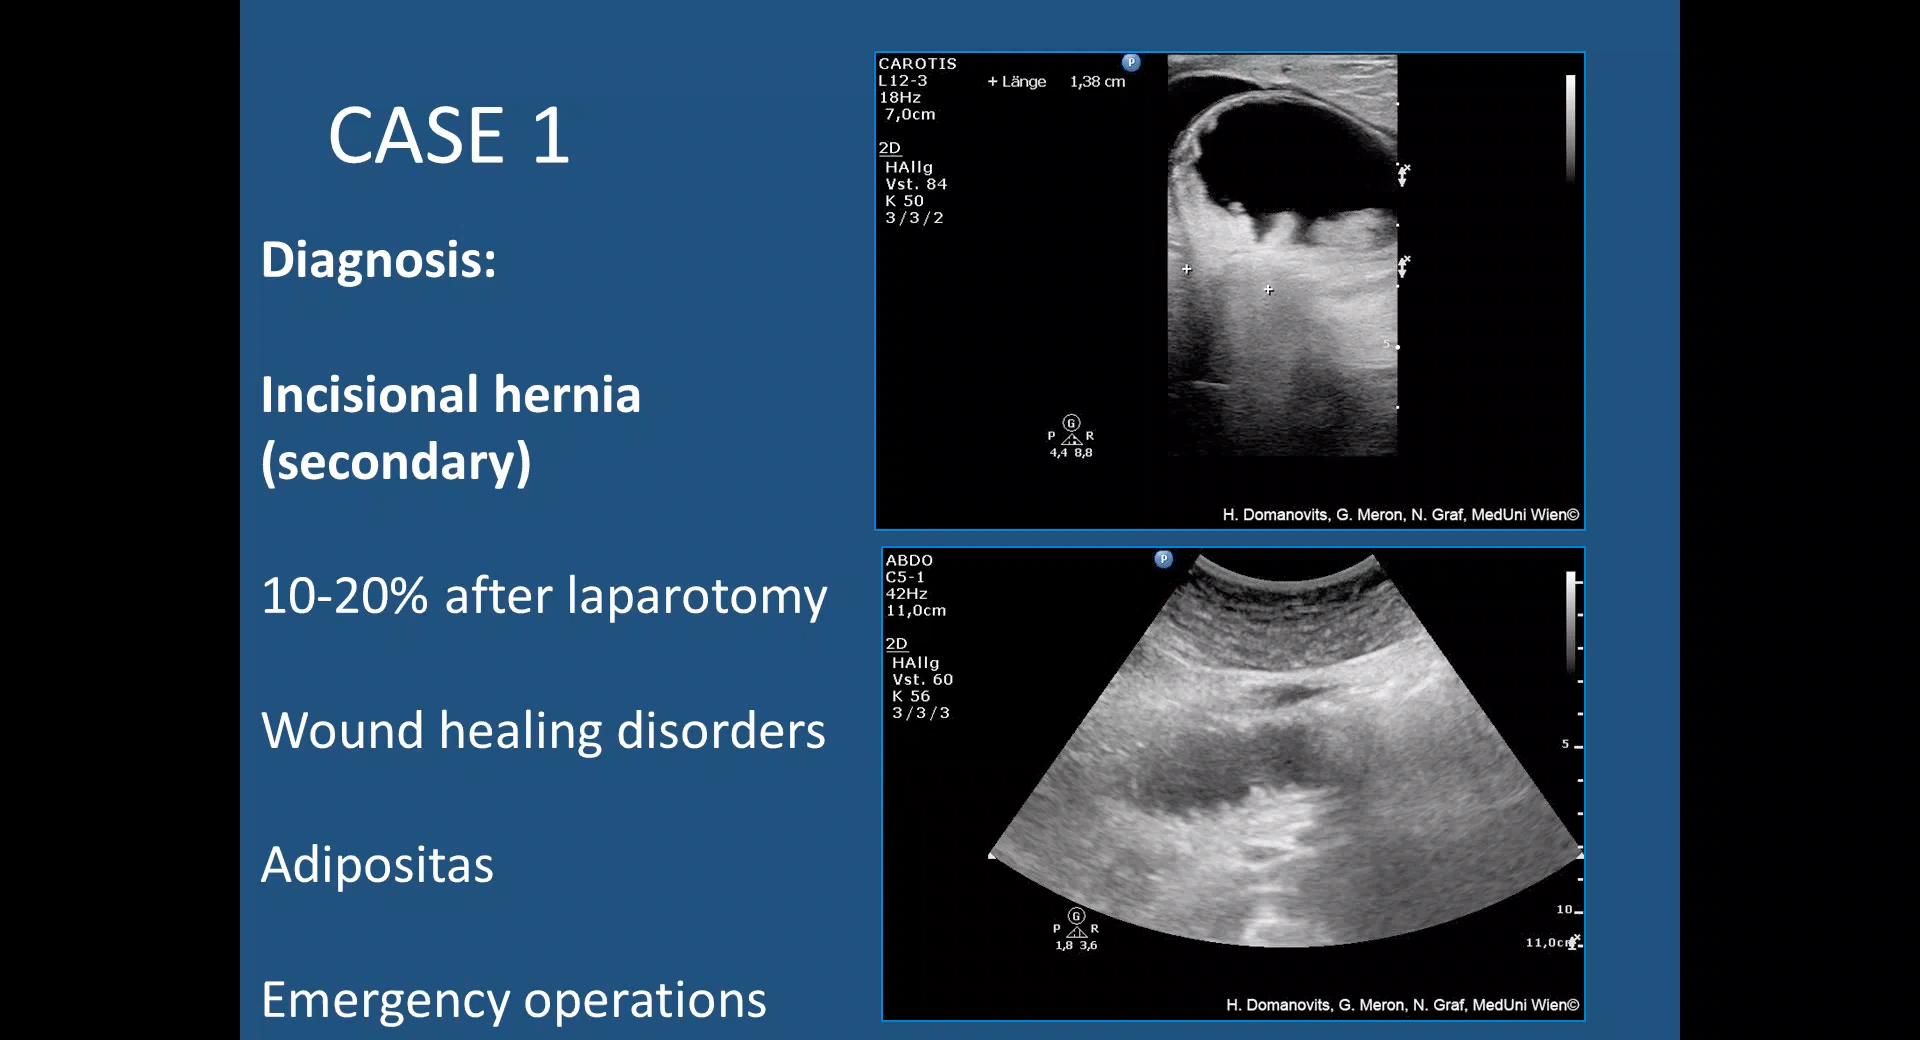 CASE 1
Diagnosis:
Incisional hernia
(secondary)
10-20% after laparotomy
Wound healing disorders
Adipositas
Emergency operations
CAROTIS
L12-3
18Hz
7,0cm
2D
HAllg
Vst. 84
K 50
3/3/2
+ Länge 1,38 cm
P
5
G
P R
4,4 8,8
H. Domanovits, G. Meron, N. Graf, MedUni Wien©
ABDO
C5-1
42Hz
11,0cm
2D
HAllg
Vst. 60
K 56
3/3/3
P
5
10
11,0cm
G
P R
1,8 3,6
H. Domanovits, G. Meron, N. Graf, MedUni Wien©